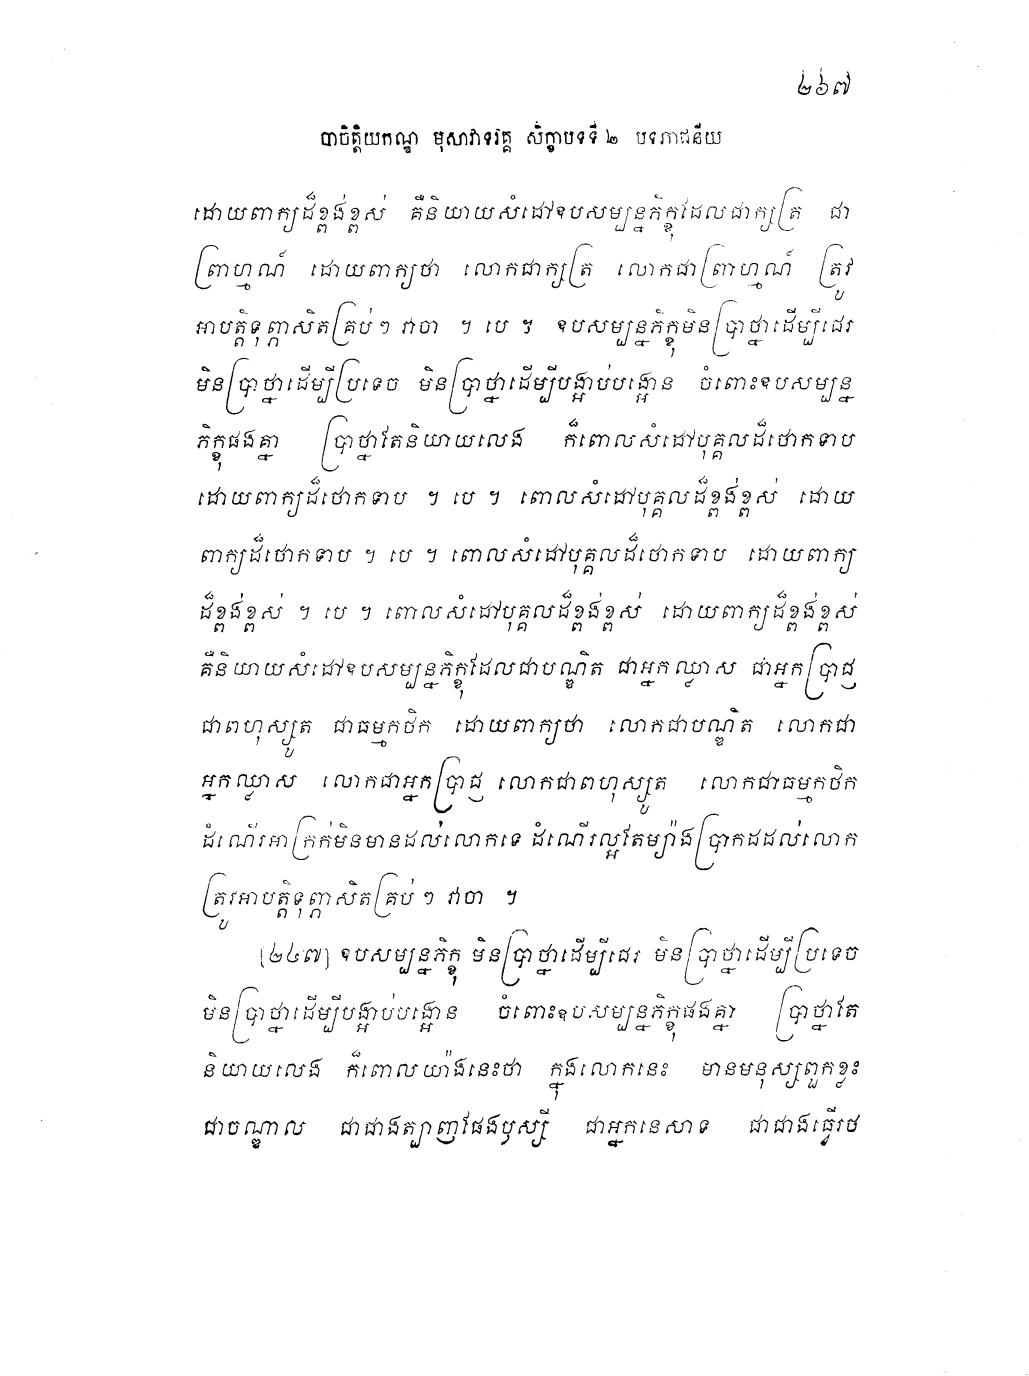 ២៦៧
បាចិត្តិយកណ្ឌ មុសាវាទវគ្គ សិក្ខាបទទី ២ បទភាជនីយ
ដោយពាក្យដ៏ខ្ពង់ខ្ពស់ គឺនិយាយសំដៅឧបសម្បន្នភិក្ខុដែលជាក្យត្រ ជា
ព្រាហ្មណ៍ ដោយពាក្យថា លោកជាក្សត្រ លោកជាព្រាហ្មណ៍ ត្រូវ
អាបត្តិទុព្ភាសិតគ្រប់ៗ វាចា ។ បេ ។ ឧបសម្បន្នភិក្ខុមិនប្រាថ្នាដើម្បីជេរ
មិនប្រាថ្នាដើម្បីប្រទេច មិនប្រាថ្នាដើម្បីបង្អាប់បង្អោន ចំពោះឧបសម្បន្ន
ភិក្ខុផងគ្នា ប្រាថ្នាតែនិយាយលេង ក៏ពោលសំដៅបុគ្គលដ៏ថោកទាប
ដោយពាក្យដ៏ថោកទាប ។ បេ ។ ពោលសំដៅបុគ្គលដ៏ខ្ពង់ខ្ពស់ ដោយ
ពាក្យដ៏ថោកទាប ។ បេ ។ ពោលសំដៅបុគ្គលដ៏ថោកទាប ដោយពាក្យ
ដ៏ខ្ពង់ខ្ពស់ ។ បេ ។ ពោលសំដៅបុគ្គលដ៏ខ្ពង់ខ្ពស់ ដោយពាក្យដ៏ខ្ពង់ខ្ពស់
គឺនិយាយសំដៅឧបសម្បន្នភិក្ខុដែលជាបណ្ឌិត ជាអ្នកឈ្លាស ជាអ្នកប្រាជ្ញ
ជាពហុស្សូត ជាធម្មកថិក ដោយពាក្យថា លោកជាបណ្ឌិត លោកជា
អ្នកឈ្លាស លោកជាអ្នកប្រាជ្ញ លោកជាពហុស្សូត លោកជាធម្មកថិក
ដំណើរអាក្រក់មិនមានដល់លោកទេ ដំណើរល្អតែម្យ៉ាងប្រាកដដល់លោក
ត្រូវអាបត្តិទុព្ភាសិតគ្រប់ៗ វាចា ។
[២៤៧] ឧបសម្បន្នភិក្ខុ មិនប្រាថ្នាដើម្បីជេរ មិនប្រាថ្នាដើម្បីប្រទេច
មិនប្រាថ្នាដើម្បីបង្អាប់បង្អោន ចំពោះឧបសម្បន្នភិក្ខុផងគ្នា ប្រាថ្នាតែ
និយាយលេង ក៏ពោលយ៉ាងនេះថា ក្នុងលោកនេះ មានមនុស្សពួកខ្លះ
ជាចណ្ឌាល ជាជាងត្បាញផែងឫស្សី ជាអ្នកនេសាទ ជាជាងធ្វើរថ